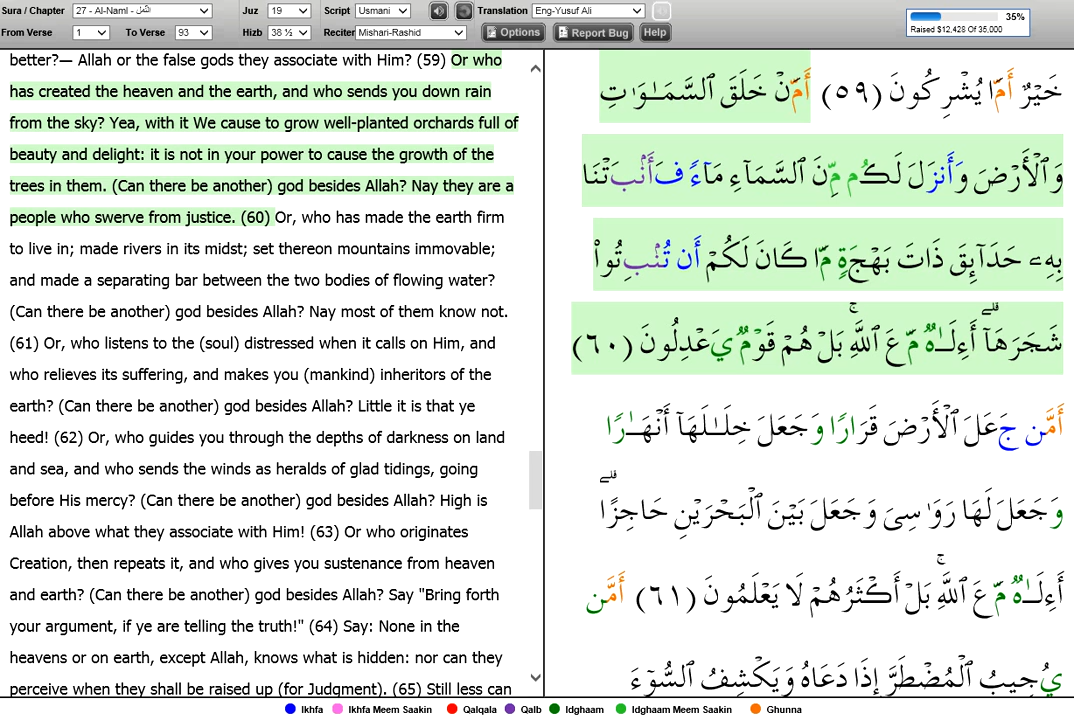 Sura / Chapter 27 - Al-Naml - النَّمل Juz 19 Script Usmani Translation Eng-Yusuf Ali 35%
From Verse 1 To Verse 93 Hizb 38 ½ Reciter Mishari-Rashid Options Report Bug Help Raised $12,428 Of 35,000
better?— Allah or the false gods they associate with Him? (59) Or who
has created the heaven and the earth, and who sends you down rain
from the sky? Yea, with it We cause to grow well-planted orchards full of
beauty and delight: it is not in your power to cause the growth of the
trees in them. (Can there be another) god besides Allah? Nay they are a
people who swerve from justice. (60) Or, who has made the earth firm
to live in; made rivers in its midst; set thereon mountains immovable;
and made a separating bar between the two bodies of flowing water?
(Can there be another) god besides Allah? Nay most of them know not.
(61) Or, who listens to the (soul) distressed when it calls on Him, and
who relieves its suffering, and makes you (mankind) inheritors of the
earth? (Can there be another) god besides Allah? Little it is that ye
heed! (62) Or, who guides you through the depths of darkness on land
and sea, and who sends the winds as heralds of glad tidings, going
before His mercy? (Can there be another) god besides Allah? High is
Allah above what they associate with Him! (63) Or who originates
Creation, then repeats it, and who gives you sustenance from heaven
and earth? (Can there be another) god besides Allah? Say "Bring forth
your argument, if ye are telling the truth!" (64) Say: None in the
heavens or on earth, except Allah, knows what is hidden: nor can they
perceive when they shall be raised up (for Judgment). (65) Still less can
خَيْرٌ أَمَّا يُشْرِكُونَ (٥٩) أَمَّنْ خَلَقَ ٱلسَّمَـٰوَٰتِ
وَٱلْأَرْضَ وَأَنزَلَ لَكُم مِّنَ ٱلسَّمَآءِ مَآءً فَأَنۢبَتْنَا
بِهِۦ حَدَآئِقَ ذَاتَ بَهْجَةٍ مَّا كَانَ لَكُمْ أَن تُنۢبِتُوا۟
شَجَرَهَآ ۗ أَءِلَـٰهٌ مَّعَ ٱللَّهِ ۚ بَلْ هُمْ قَوْمٌ يَعْدِلُونَ (٦٠)
أَمَّن جَعَلَ ٱلْأَرْضَ قَرَارًا وَجَعَلَ خِلَـٰلَهَآ أَنْهَـٰرًا
وَجَعَلَ لَهَا رَوَٰسِىَ وَجَعَلَ بَيْنَ ٱلْبَحْرَيْنِ حَاجِزًا ۗ
أَءِلَـٰهٌ مَّعَ ٱللَّهِ ۚ بَلْ أَكْثَرُهُمْ لَا يَعْلَمُونَ (٦١) أَمَّن
يُجِيبُ ٱلْمُضْطَرَّ إِذَا دَعَاهُ وَيَكْشِفُ ٱلسُّوٓءَ
Ikhfa Ikhfa Meem Saakin Qalqala Qalb Idghaam Idghaam Meem Saakin Ghunna